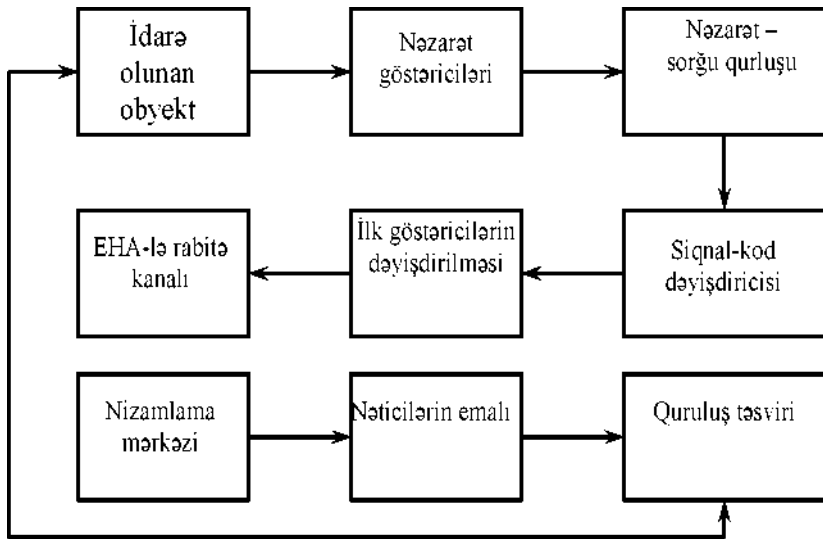 İdarə
olunan
obyekt
Nəzarət
göstəriciləri
Nəzarət –
sorğu qurluşu
EHA-lə rabitə
kanalı
İlk göstəricilərin
dəyişdirilməsi
Siqnal-kod
dəyişdiricisi
Nizamlama
mərkəzi
Nəticilərin emalı
Quruluş təsviri